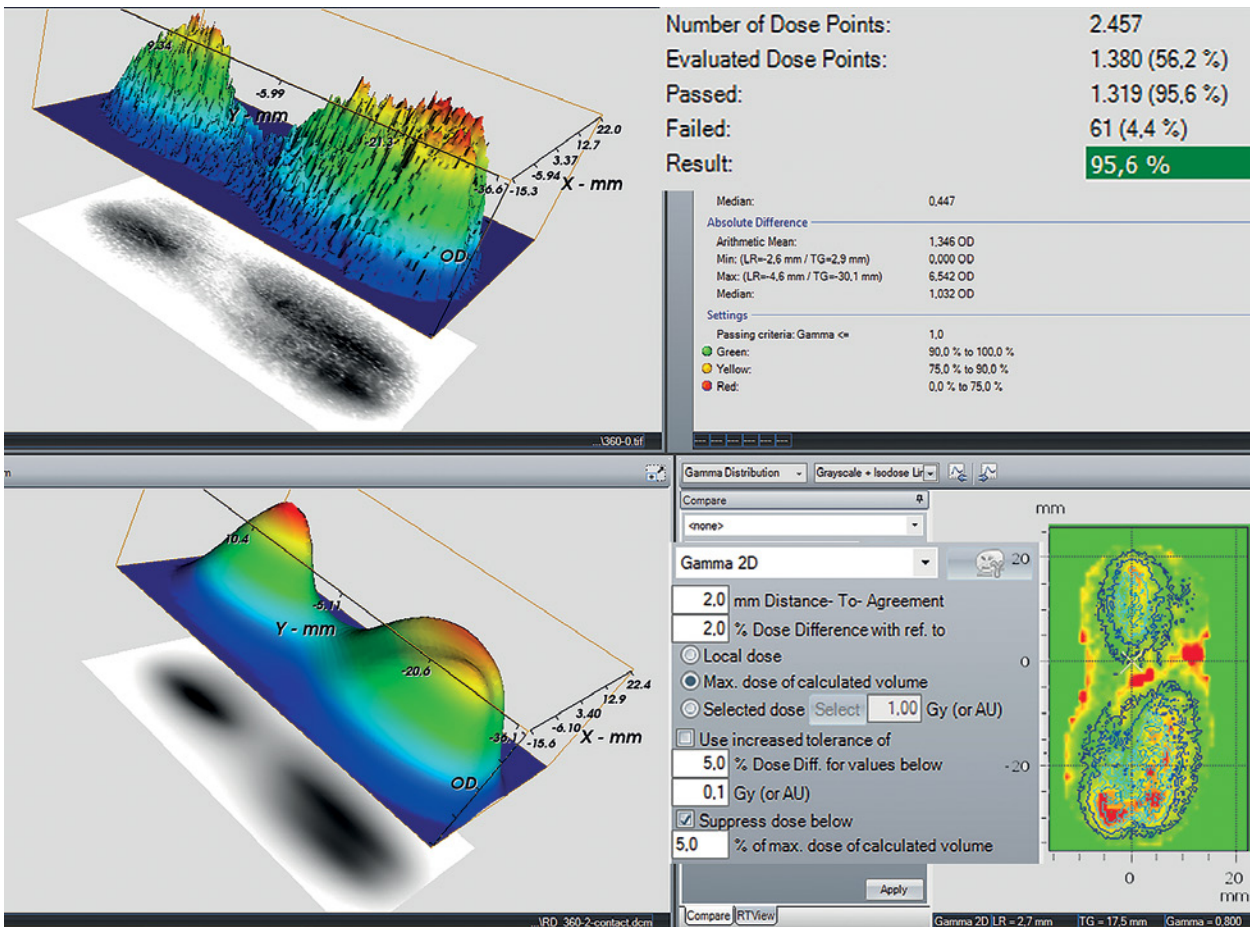 9.34
-5.99
Y - mm
-21.3
22.0
12.7
3.37
-5.94
X - mm
-36.6
-15.3
OD
...\360-0.tif
Number of Dose Points: 2.457
Evaluated Dose Points: 1.380 (56,2 %)
Passed: 1.319 (95,6 %)
Failed: 61 (4,4 %)
Result: 95,6 %
Median: 0,447
Absolute Difference
Arithmetic Mean: 1,346 OD
Min: (LR=-2,6 mm / TG=2,9 mm) 0,000 OD
Max: (LR=-4,6 mm / TG=-30,1 mm) 6,542 OD
Median: 1,032 OD
Settings
Passing criteria: Gamma <= 1,0
Green: 90,0 % to 100,0 %
Yellow: 75,0 % to 90,0 %
Red: 0,0 % to 75,0 %
--- --- --- --- --- ---
10.4
-5.11
Y - mm
-20.6
22.4
12.9
3.40
-6.10
X - mm
-36.1
-15.6
OD
...\RD_360-2-contact.dcm
Gamma Distribution
Grayscale + Isodose Lin
Compare
<none>
Gamma 2D
2,0 mm Distance- To- Agreement
2,0 % Dose Difference with ref. to
Local dose
Max. dose of calculated volume
Selected dose Select 1,00 Gy (or AU)
Use increased tolerance of
5,0 % Dose Diff. for values below
0,1 Gy (or AU)
Suppress dose below
5,0 % of max. dose of calculated volume
Apply
Compare RTView
mm
20
0
-20
0
20
mm
Gamma 2D LR = 2,7 mm TG = 17,5 mm Gamma = 0,800